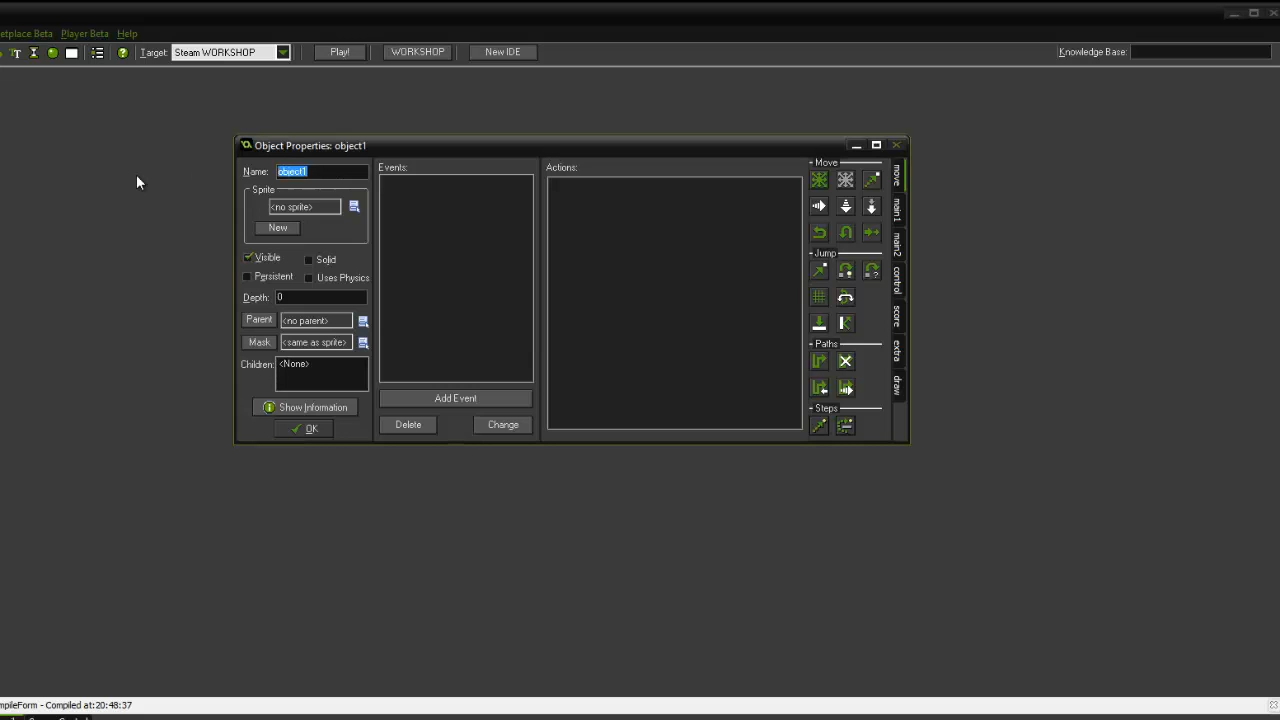 etplace Beta Player Beta Help
Target: Steam WORKSHOP Play! WORKSHOP New IDE Knowledge Base:
Object Properties: object1
Name: object1
Sprite
<no sprite>
New
Visible Solid
Persistent Uses Physics
Depth: 0
Parent <no parent>
Mask <same as sprite>
Children: <None>
Show Information
OK
Events:
Add Event
Delete Change
Actions:
Move
Jump
Paths
Steps
move
main1
main2
control
score
extra
draw
mpileForm - Compiled at:20:48:37